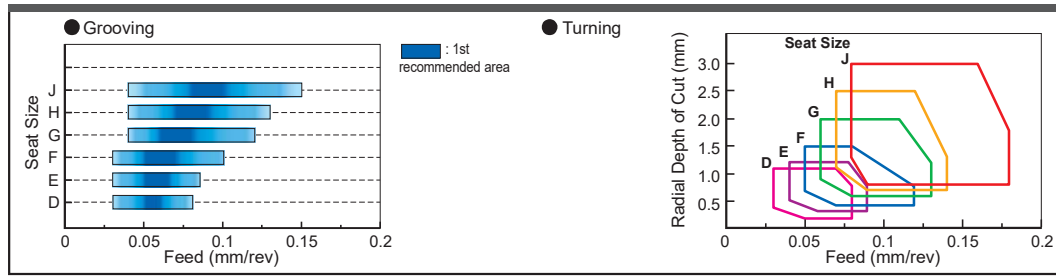 Grooving
J
H
G
F
E
D
Seat Size
0
0.05
0.1
0.15
0.2
Feed (mm/rev)
: 1st
recommended area
Turning
Seat Size
J
H
G
F
E
D
3.0
2.5
2.0
1.5
1.0
0.5
Radial Depth of Cut (mm)
0
0.05
0.1
0.15
0.2
Feed (mm/rev)